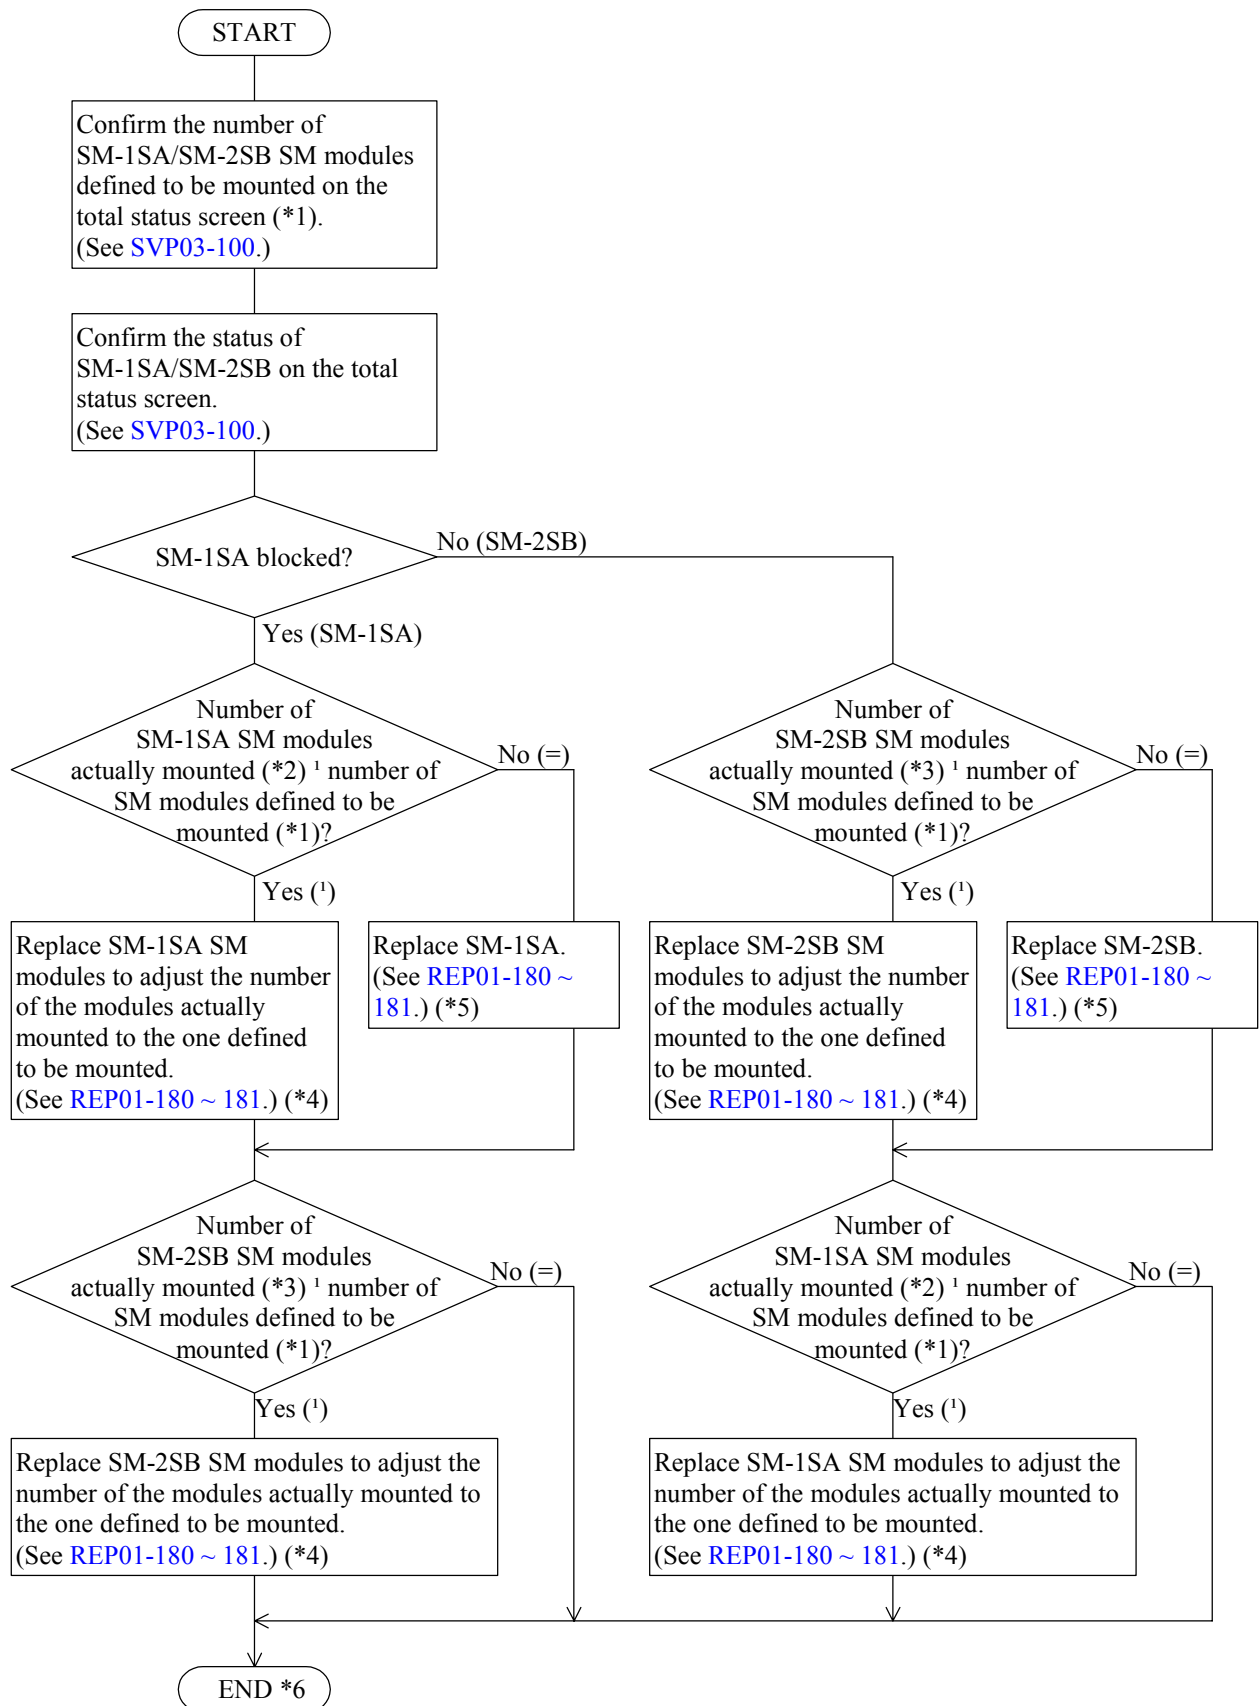 START
Confirm the number of
SM-1SA/SM-2SB SM modules
defined to be mounted on the
total status screen (*1).
(See SVP03-100.)
Confirm the status of
SM-1SA/SM-2SB on the total
status screen.
(See SVP03-100.)
SM-1SA blocked?
No (SM-2SB)
Yes (SM-1SA)
Number of
SM-1SA SM modules
actually mounted (*2) ¹ number of
SM modules defined to be
mounted (*1)?
No (=)
Yes (¹)
Number of
SM-2SB SM modules
actually mounted (*3) ¹ number of
SM modules defined to be
mounted (*1)?
No (=)
Yes (¹)
Replace SM-1SA SM
modules to adjust the number
of the modules actually
mounted to the one defined
to be mounted.
(See REP01-180 ~ 181.) (*4)
Replace SM-1SA.
(See REP01-180 ~
181.) (*5)
Replace SM-2SB SM
modules to adjust the number
of the modules actually
mounted to the one defined
to be mounted.
(See REP01-180 ~ 181.) (*4)
Replace SM-2SB.
(See REP01-180 ~
181.) (*5)
Number of
SM-2SB SM modules
actually mounted (*3) ¹ number of
SM modules defined to be
mounted (*1)?
No (=)
Yes (¹)
Number of
SM-1SA SM modules
actually mounted (*2) ¹ number of
SM modules defined to be
mounted (*1)?
No (=)
Yes (¹)
Replace SM-2SB SM modules to adjust the
number of the modules actually mounted to
the one defined to be mounted.
(See REP01-180 ~ 181.) (*4)
Replace SM-1SA SM modules to adjust the
number of the modules actually mounted to
the one defined to be mounted.
(See REP01-180 ~ 181.) (*4)
END *6